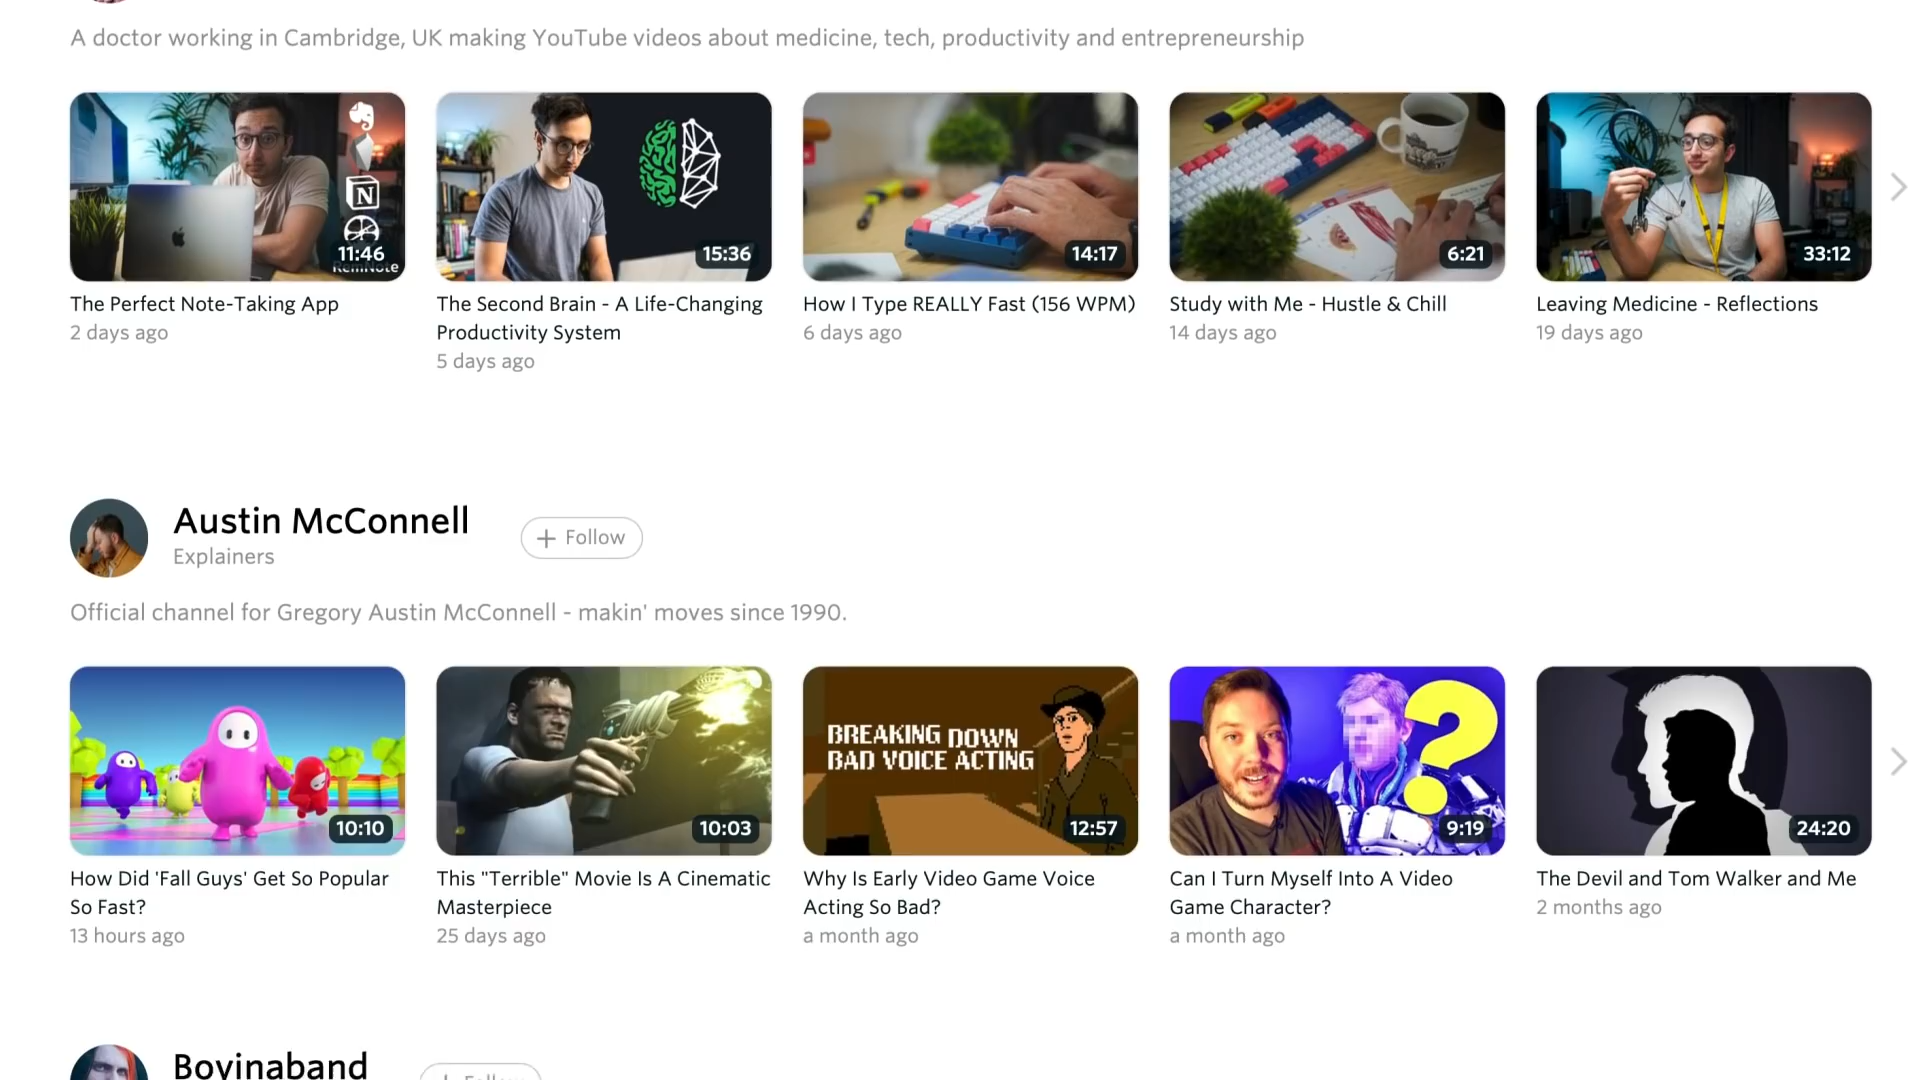 A doctor working in Cambridge, UK making YouTube videos about medicine, tech, productivity and entrepreneurship
N
11:46
RemNote
15:36
14:17
6:21
33:12
The Perfect Note-Taking App
2 days ago
The Second Brain - A Life-Changing
Productivity System
5 days ago
How I Type REALLY Fast (156 WPM)
6 days ago
Study with Me - Hustle & Chill
14 days ago
Leaving Medicine - Reflections
19 days ago
Austin McConnell
Explainers
+ Follow
Official channel for Gregory Austin McConnell - makin' moves since 1990.
10:10
10:03
BREAKING DOWN
BAD VOICE ACTING
12:57
?
9:19
24:20
How Did 'Fall Guys' Get So Popular
So Fast?
13 hours ago
This "Terrible" Movie Is A Cinematic
Masterpiece
25 days ago
Why Is Early Video Game Voice
Acting So Bad?
a month ago
Can I Turn Myself Into A Video
Game Character?
a month ago
The Devil and Tom Walker and Me
2 months ago
Boyinaband
+ Follow